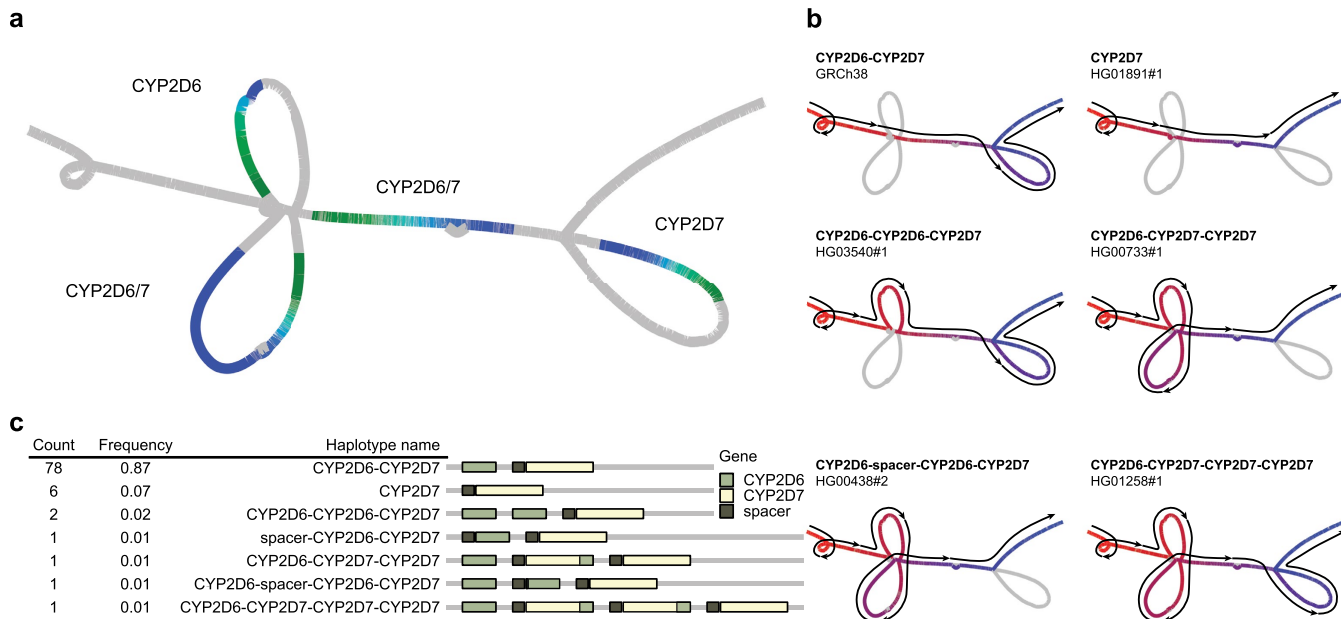 a
CYP2D6
CYP2D6/7
CYP2D7
CYP2D6/7
b
CYP2D6-CYP2D7
GRCh38
CYP2D7
HG01891#1
CYP2D6-CYP2D6-CYP2D7
HG03540#1
CYP2D6-CYP2D7-CYP2D7
HG00733#1
CYP2D6-spacer-CYP2D6-CYP2D7
HG00438#2
CYP2D6-CYP2D7-CYP2D7-CYP2D7
HG01258#1
c
Count Frequency Haplotype name
78 0.87 CYP2D6-CYP2D7
6 0.07 CYP2D7
2 0.02 CYP2D6-CYP2D6-CYP2D7
1 0.01 spacer-CYP2D6-CYP2D7
1 0.01 CYP2D6-CYP2D7-CYP2D7
1 0.01 CYP2D6-spacer-CYP2D6-CYP2D7
1 0.01 CYP2D6-CYP2D7-CYP2D7-CYP2D7
Gene
CYP2D6
CYP2D7
spacer